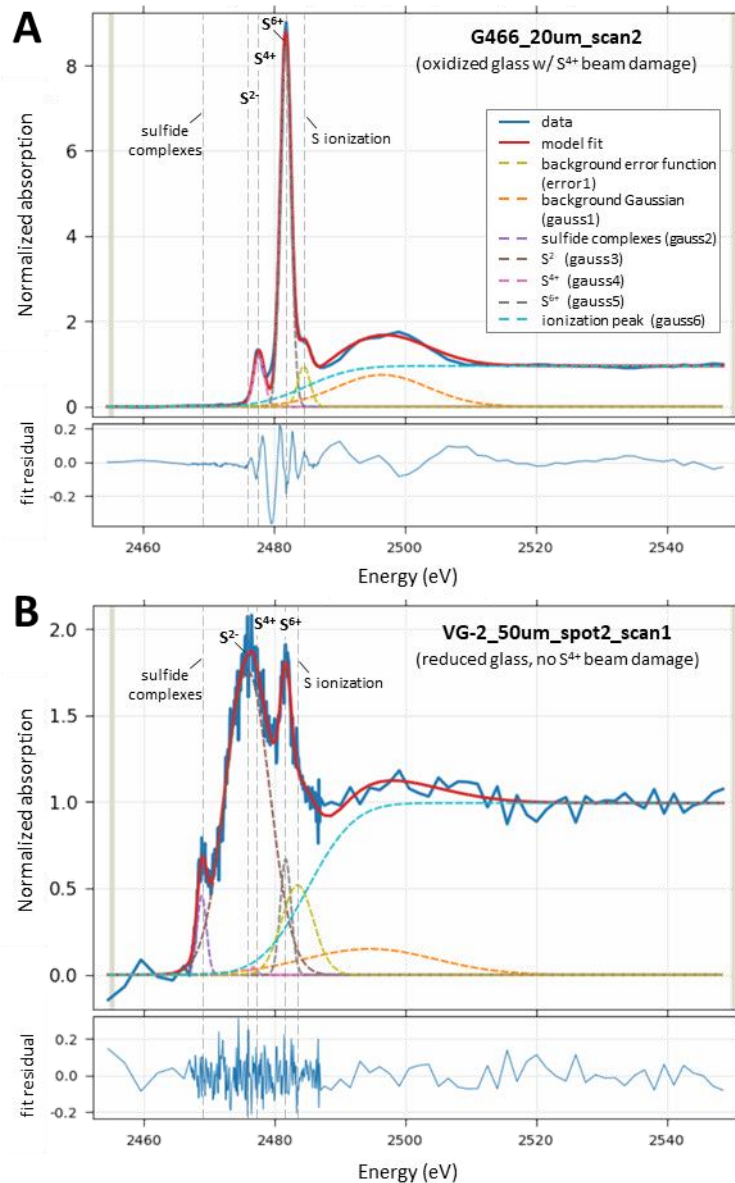 A
G466_20um_scan2
(oxidized glass w/ S⁴⁺ beam damage)
S⁶⁺
S⁴⁺
S²⁻
sulfide
complexes
S ionization
data
model fit
background error function
(error1)
background Gaussian
(gauss1)
sulfide complexes (gauss2)
S² (gauss3)
S⁴⁺ (gauss4)
S⁶⁺ (gauss5)
ionization peak (gauss6)
Normalized absorption
8
6
4
2
0
fit residual
0.2
0.0
-0.2
2460
2480
2500
2520
2540
Energy (eV)
B
VG-2_50um_spot2_scan1
(reduced glass, no S⁴⁺ beam damage)
S²⁻
S⁴⁺
S⁶⁺
sulfide
complexes
S ionization
Normalized absorption
2.0
1.5
1.0
0.5
0.0
fit residual
0.2
0.0
-0.2
2460
2480
2500
2520
2540
Energy (eV)